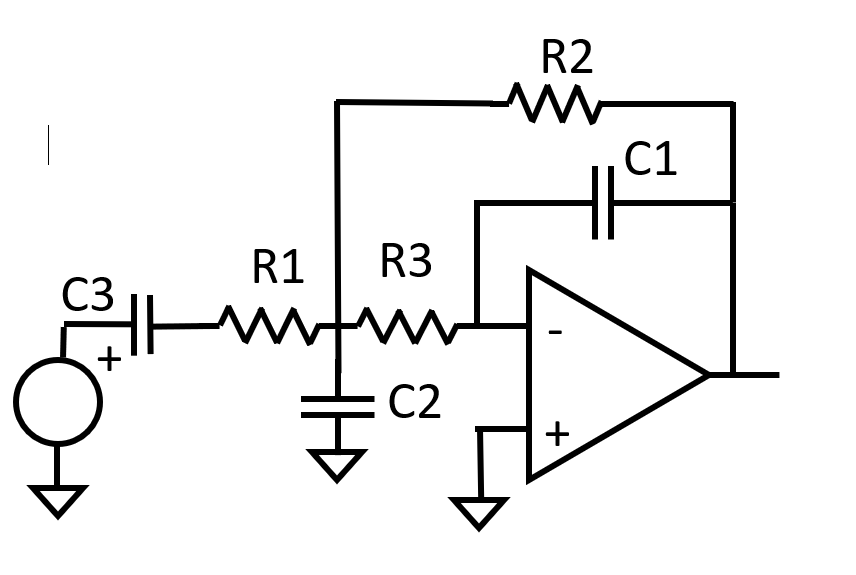 R2
C1
R1
R3
C3
+
-
C2
+